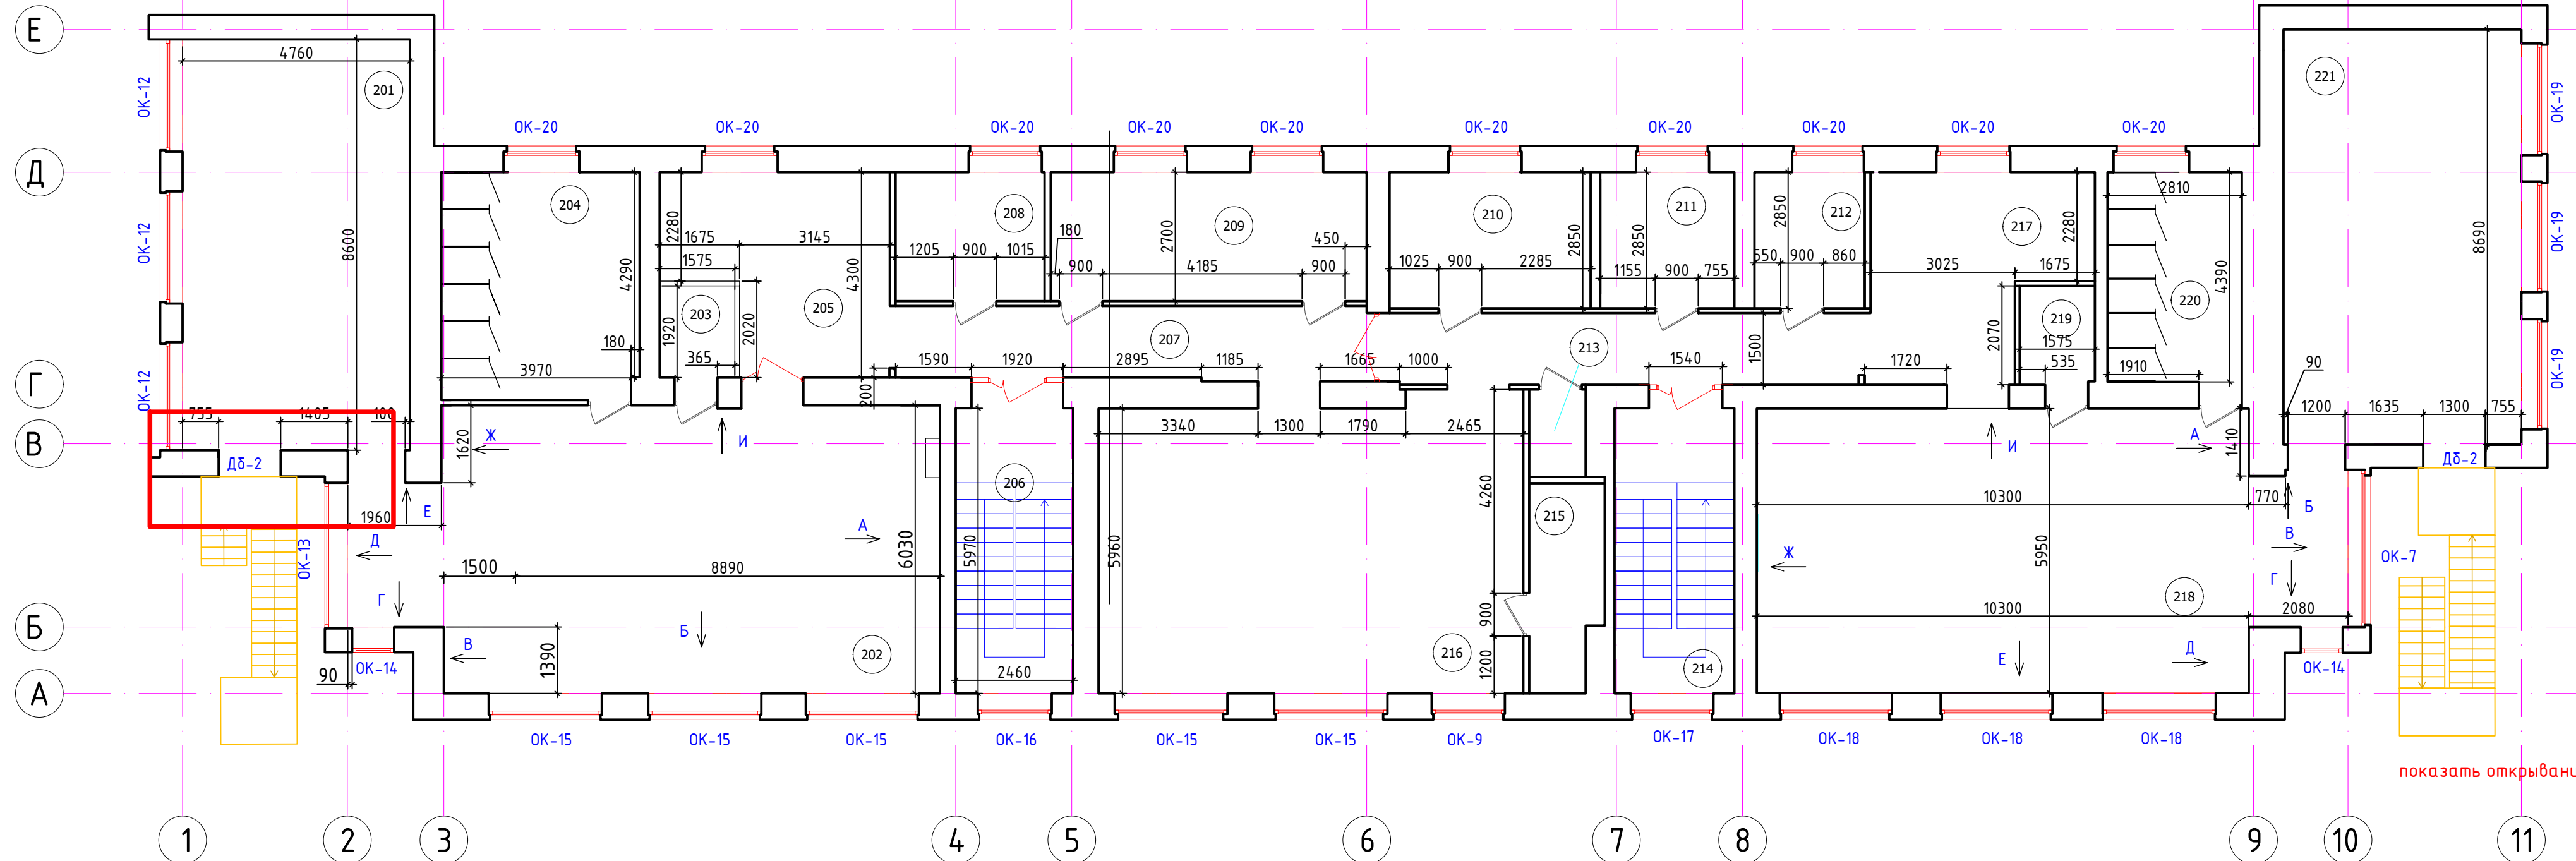 Е
4760
201
221
ОК-12
ОК-19
ОК-20 ОК-20 ОК-20 ОК-20 ОК-20 ОК-20 ОК-20 ОК-20 ОК-20 ОК-20
Д
204 208 209 210 211 212 217
2810
2280 1675 3145 180 2700 450 2850 2850 2850 2280
ОК-12
8600
ОК-19
8690
1205 900 1015
900 4185 900
1025 900 2285
1155 900 755
550 900 860
3025 1675
1575
4290
4300
4390
203 205 220 219
1920 2020
2070 1575
180
365
207
213
535
1500
3970
1590 1920 2895 1185 1665 1000
1540
1720
1910
90
Г
ОК-12
ОК-19
200
755 1405 100
1200 1635 1300 755
3340 1300 1790 2465
В
1620
Ж
И
И
А
1410
Дб-2
Дб-2
206
4260
10300 770
215
1960
Е
Б
А
В
Д
ОК-13
5970
6030
5960
5950
Ж
ОК-7
1500 8890
Г
Г
218
900
10300 2080
Б
Б
В
1390
202
216
1200
214
Е
Д
ОК-14
90
2460
ОК-14
А
ОК-15 ОК-15 ОК-15 ОК-16 ОК-15 ОК-15 ОК-9 ОК-17 ОК-18 ОК-18 ОК-18
показать открывани
1 2 3 4 5 6 7 8 9 10 11